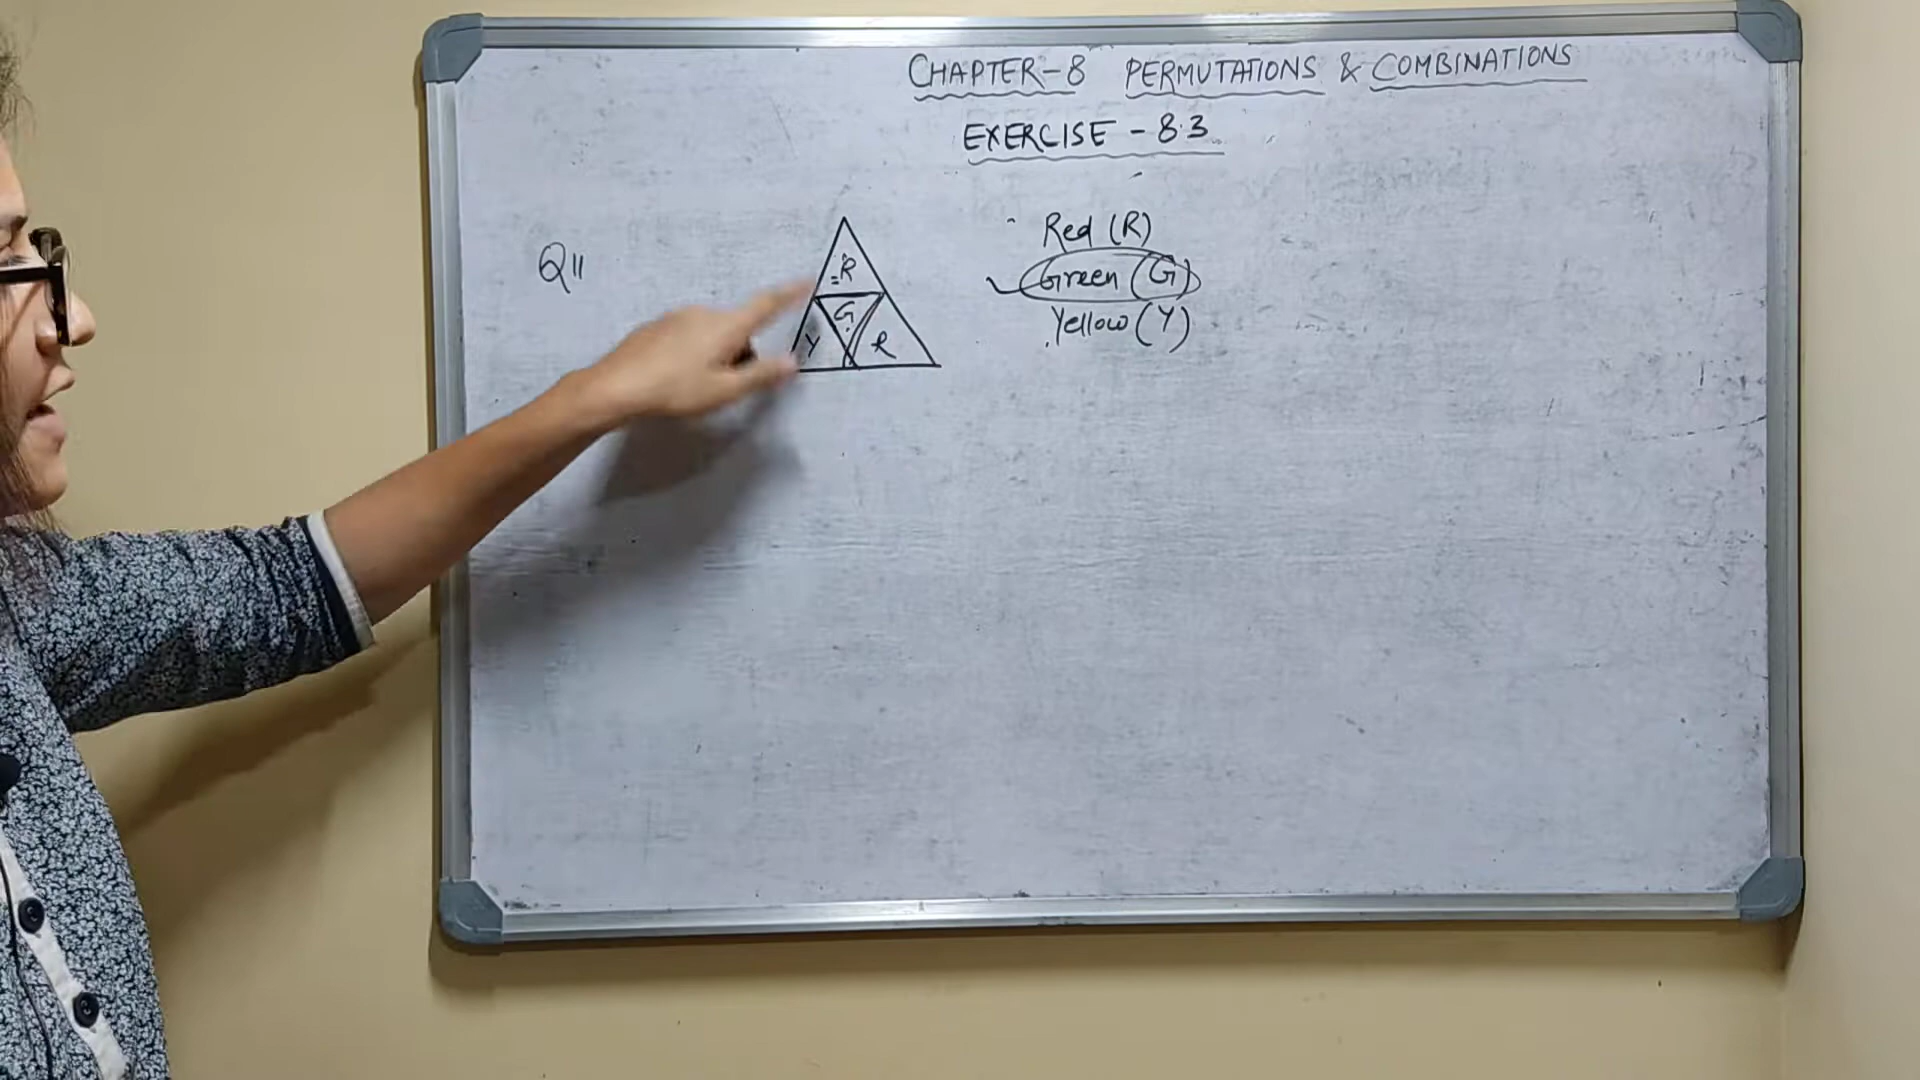 CHAPTER-8 PERMUTATIONS & COMBINATIONS
EXERCISE - 8.3
Q11
R
G
Y R
Red (R)
Green (G)
Yellow (Y)